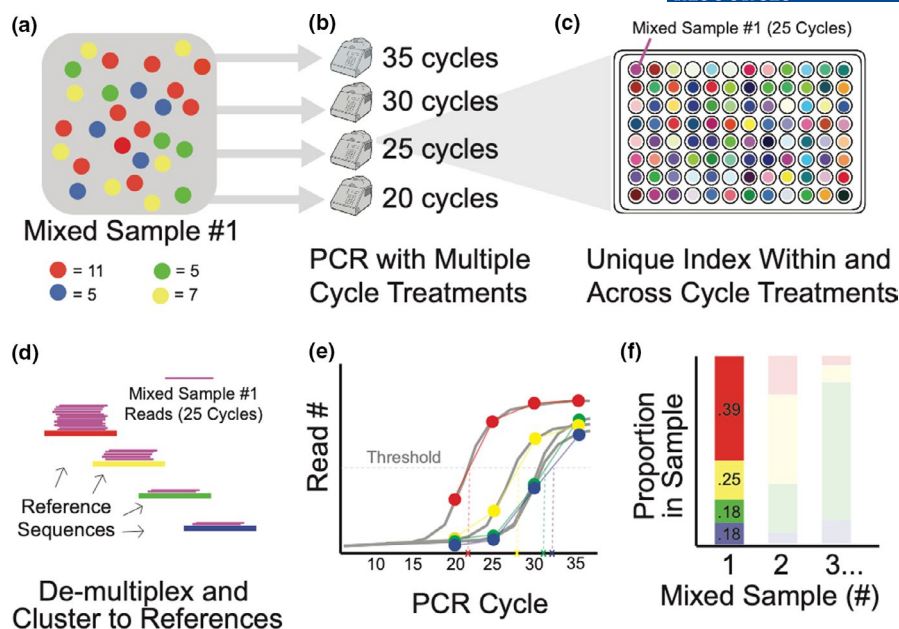 (a)
(b)
(c)
Mixed Sample #1 (25 Cycles)
35 cycles
30 cycles
25 cycles
20 cycles
Mixed Sample #1
= 11
= 5
= 5
= 7
PCR with Multiple
Cycle Treatments
Unique Index Within and
Across Cycle Treatments
(d)
Mixed Sample #1
Reads (25 Cycles)
Reference
Sequences
De-multiplex and
Cluster to References
(e)
Read #
Threshold
10 15 20 25 30 35
PCR Cycle
(f)
Proportion
in Sample
.39
.25
.18
.18
1 2 3...
Mixed Sample (#)